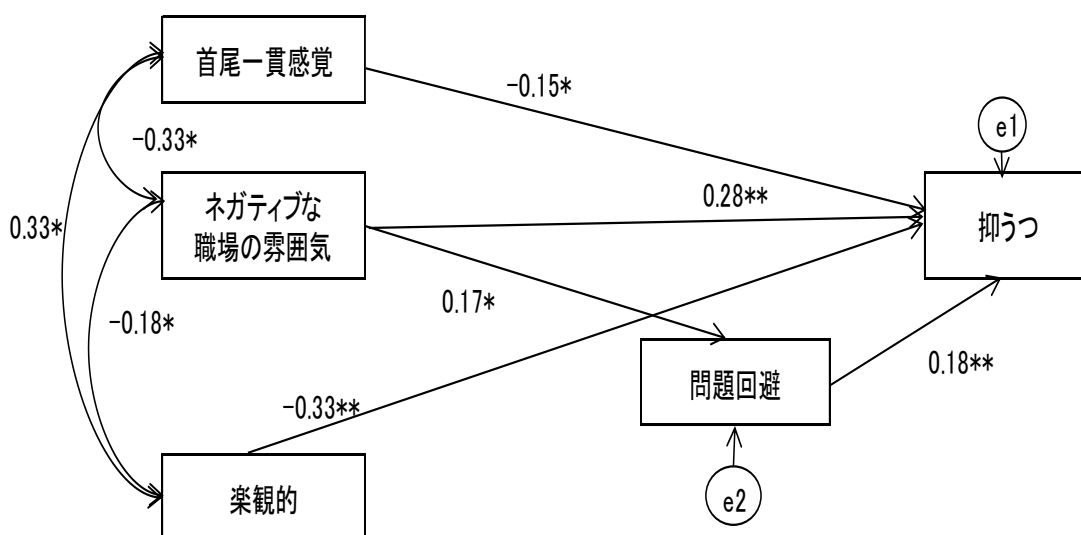 首尾一貫感覚
-0.15*
e1
-0.33*
ネガティブな
職場の雰囲気
0.28**
抑うつ
0.33*
0.17*
-0.18*
問題回避
0.18**
-0.33**
楽観的
e2